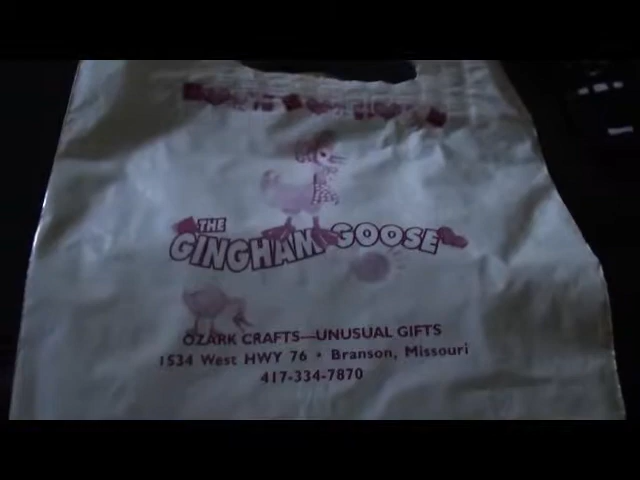 THE
GINGHAM GOOSE
OZARK CRAFTS—UNUSUAL GIFTS
1534 West HWY 76 • Branson, Missouri
417-334-7870